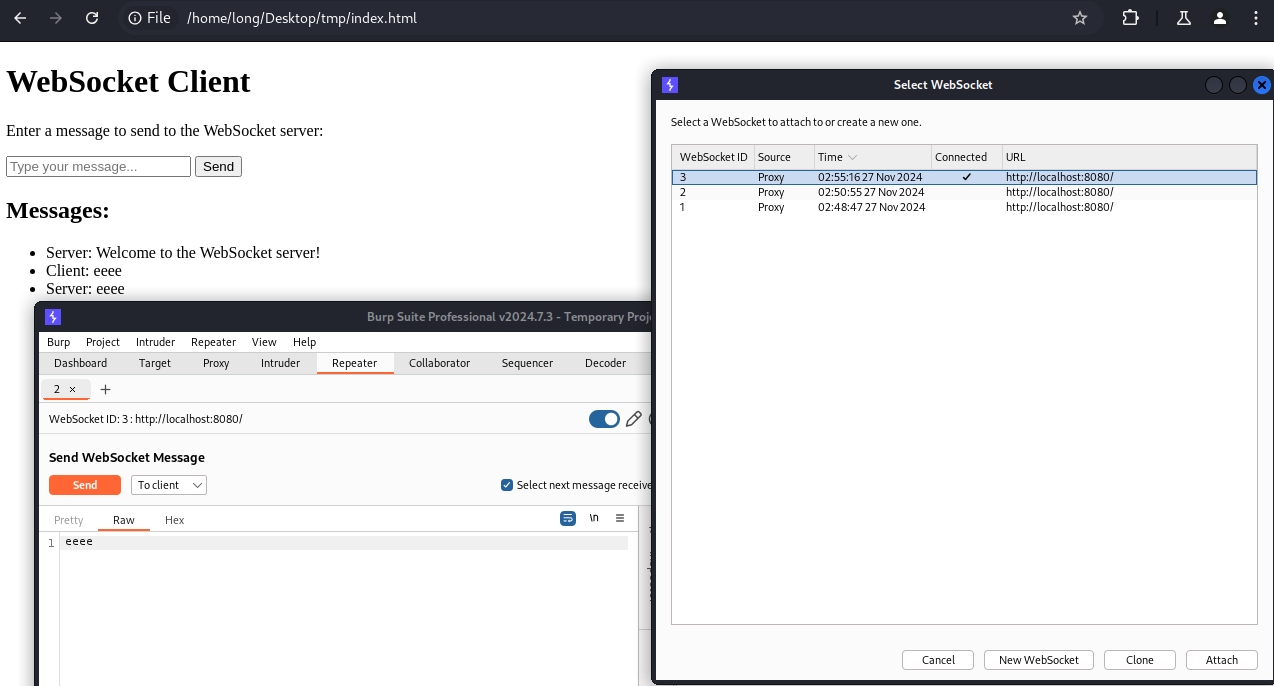 File /home/long/Desktop/tmp/index.html
WebSocket Client
Enter a message to send to the WebSocket server:
Type your message... Send
Messages:
Server: Welcome to the WebSocket server!
Client: eeee
Server: eeee
Burp Suite Professional v2024.7.3 - Temporary Proj
Burp Project Intruder Repeater View Help
Dashboard Target Proxy Intruder Repeater Collaborator Sequencer Decoder
2 × +
WebSocket ID: 3 : http://localhost:8080/
Send WebSocket Message
Send To client Select next message receive
Pretty Raw Hex \n
1 eeee
Select WebSocket
Select a WebSocket to attach to or create a new one.
WebSocket ID Source Time Connected URL
3 Proxy 02:55:16 27 Nov 2024 ✓ http://localhost:8080/
2 Proxy 02:50:55 27 Nov 2024 http://localhost:8080/
1 Proxy 02:48:47 27 Nov 2024 http://localhost:8080/
Cancel New WebSocket Clone Attach